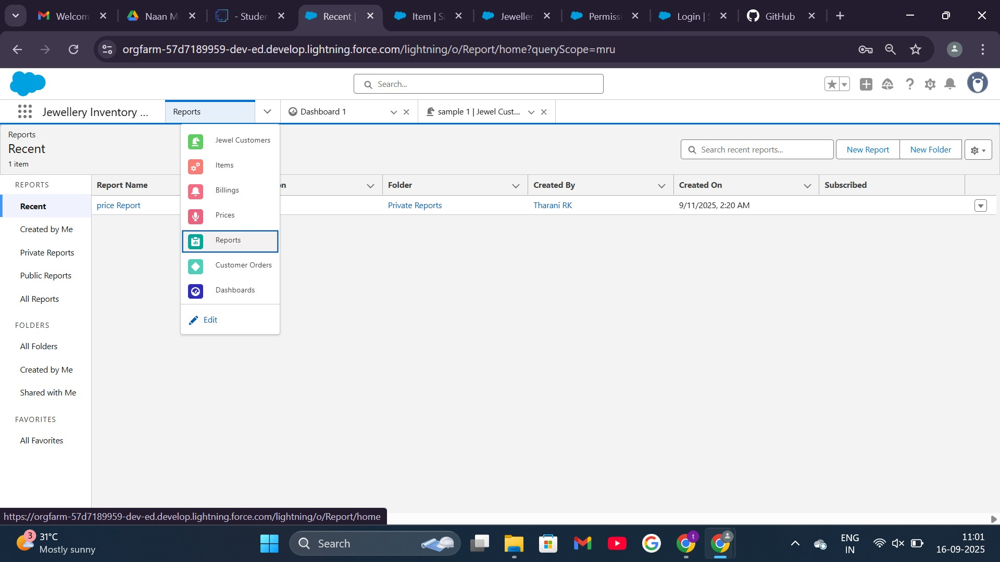 Welcom
Naan M
- Studer
Recent |
Item | Sa
Jeweller
Permissi
Login | S
GitHub
orgfarm-57d7189959-dev-ed.develop.lightning.force.com/lightning/o/Report/home?queryScope=mru
Search...
Jewellery Inventory ...
Reports
Dashboard 1
sample 1 | Jewel Cust...
Reports
Recent
1 item
Search recent reports...
New Report
New Folder
Jewel Customers
Items
Billings
Prices
Reports
Customer Orders
Dashboards
Edit
REPORTS
Recent
Created by Me
Private Reports
Public Reports
All Reports
FOLDERS
All Folders
Created by Me
Shared with Me
FAVORITES
All Favorites
Report Name
on
Folder
Created By
Created On
Subscribed
price Report
Private Reports
Tharani RK
9/11/2025, 2:20 AM
https://orgfarm-57d7189959-dev-ed.develop.lightning.force.com/lightning/o/Report/home
3
31°C
Mostly sunny
Search
t
ENG
IN
11:01
16-09-2025